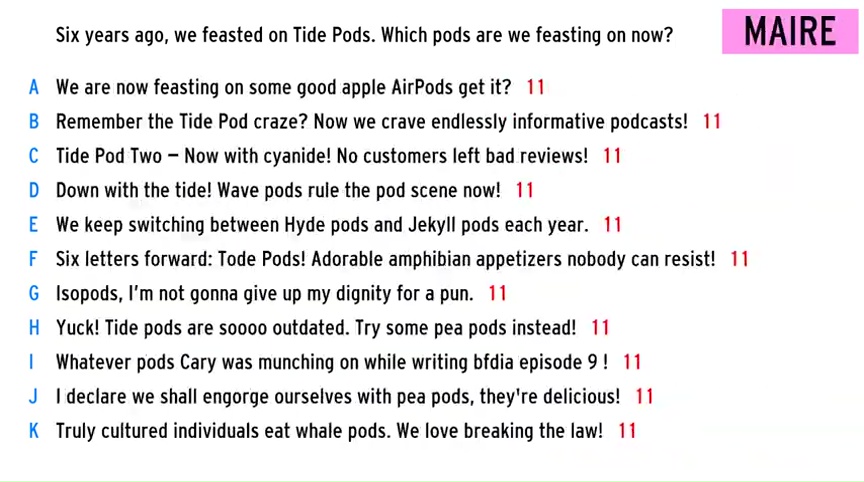 Six years ago, we feasted on Tide Pods. Which pods are we feasting on now?
MAIRE
A We are now feasting on some good apple AirPods get it? 11
B Remember the Tide Pod craze? Now we crave endlessly informative podcasts! 11
C Tide Pod Two – Now with cyanide! No customers left bad reviews! 11
D Down with the tide! Wave pods rule the pod scene now! 11
E We keep switching between Hyde pods and Jekyll pods each year. 11
F Six letters forward: Tode Pods! Adorable amphibian appetizers nobody can resist! 11
G Isopods, I'm not gonna give up my dignity for a pun. 11
H Yuck! Tide pods are soooo outdated. Try some pea pods instead! 11
I Whatever pods Cary was munching on while writing bfdia episode 9 ! 11
J I declare we shall engorge ourselves with pea pods, they're delicious! 11
K Truly cultured individuals eat whale pods. We love breaking the law! 11